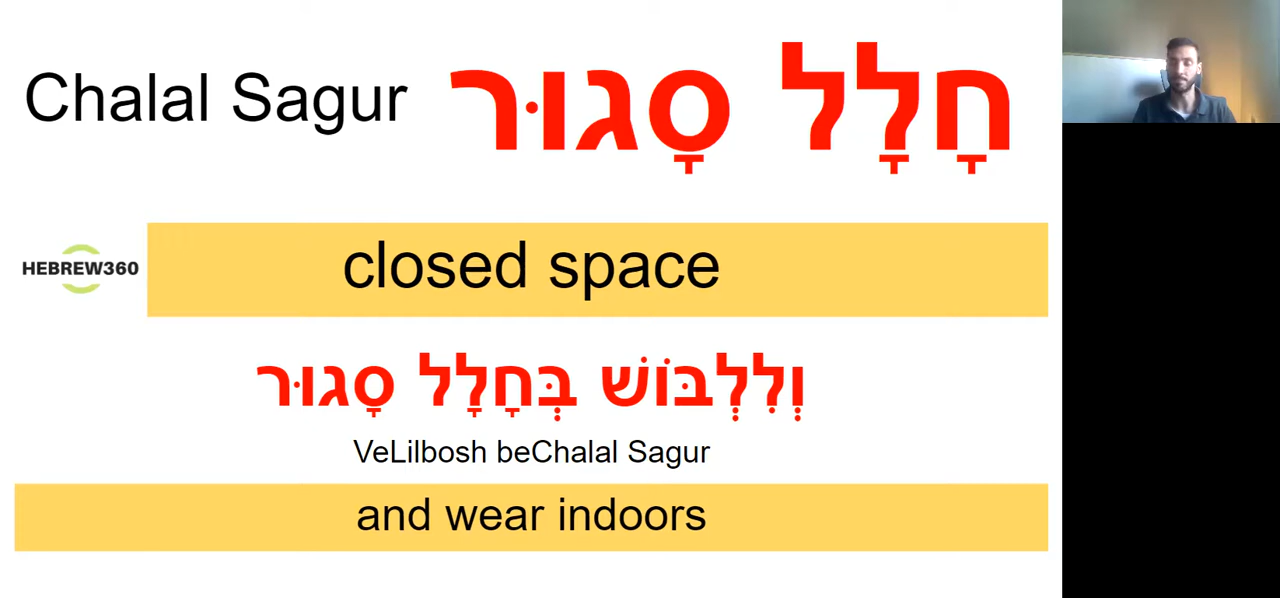 Chalal Sagur חָלָל סָגוּר
closed space
HEBREW360
וְלִלְבּוֹשׁ בְּחָלָל סָגוּר
VeLilbosh beChalal Sagur
and wear indoors